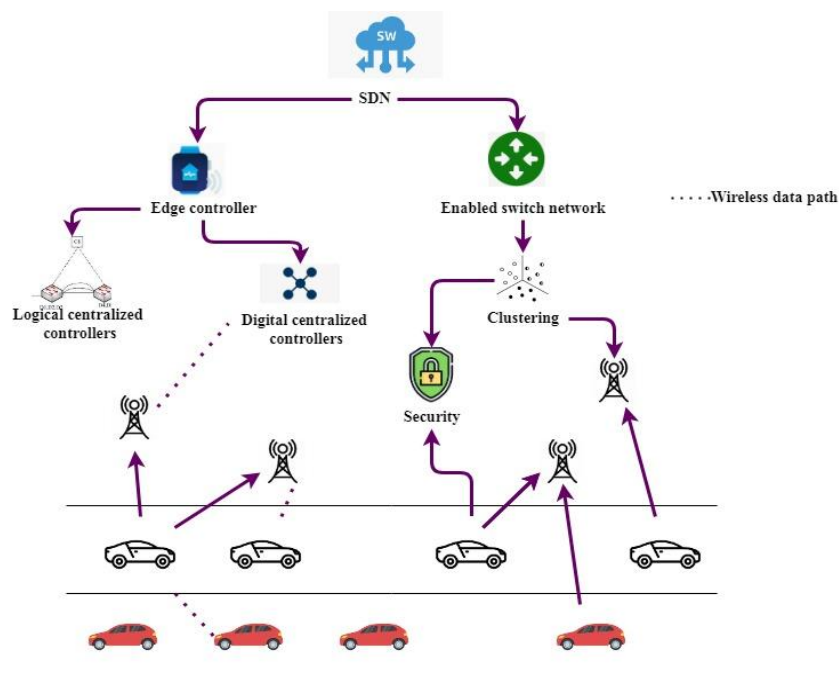 SW
SDN
Edge controller
Enabled switch network
Wireless data path
Logical centralized
controllers
Digital centralized
controllers
Clustering
Security